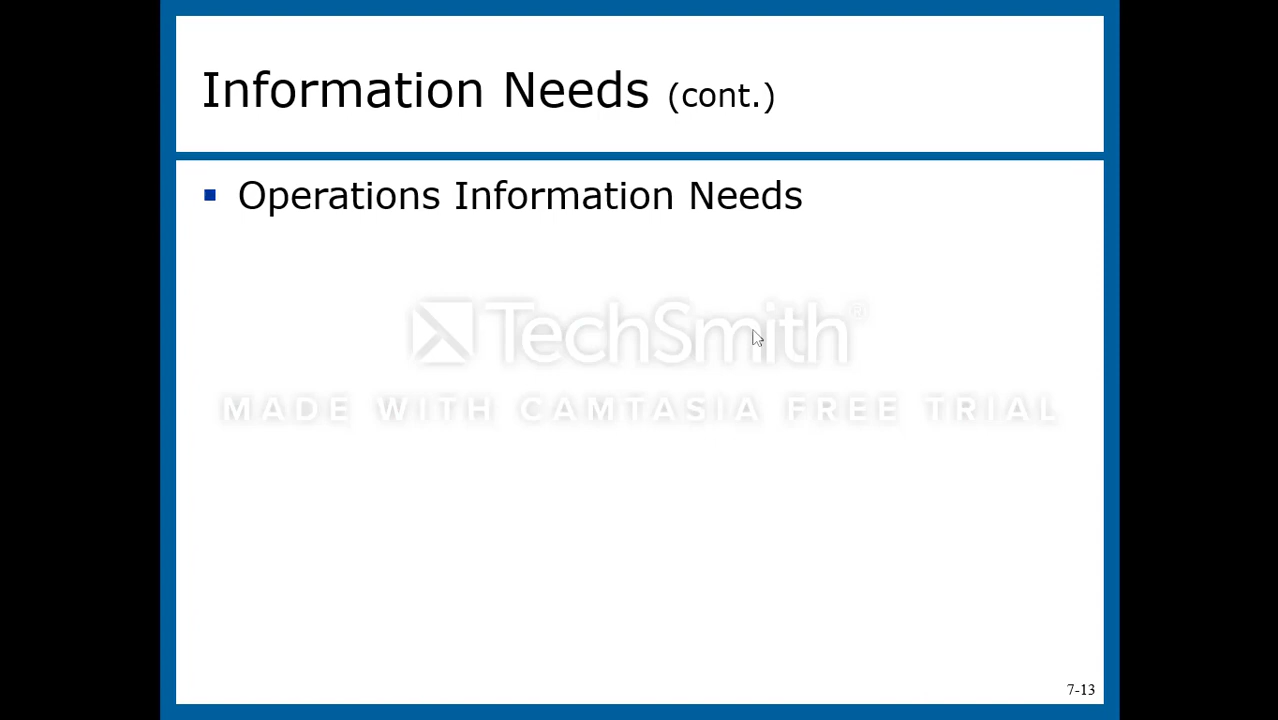 Information Needs (cont.)
Operations Information Needs
TechSmith®
MADE WITH CAMTASIA FREE TRIAL
7-13